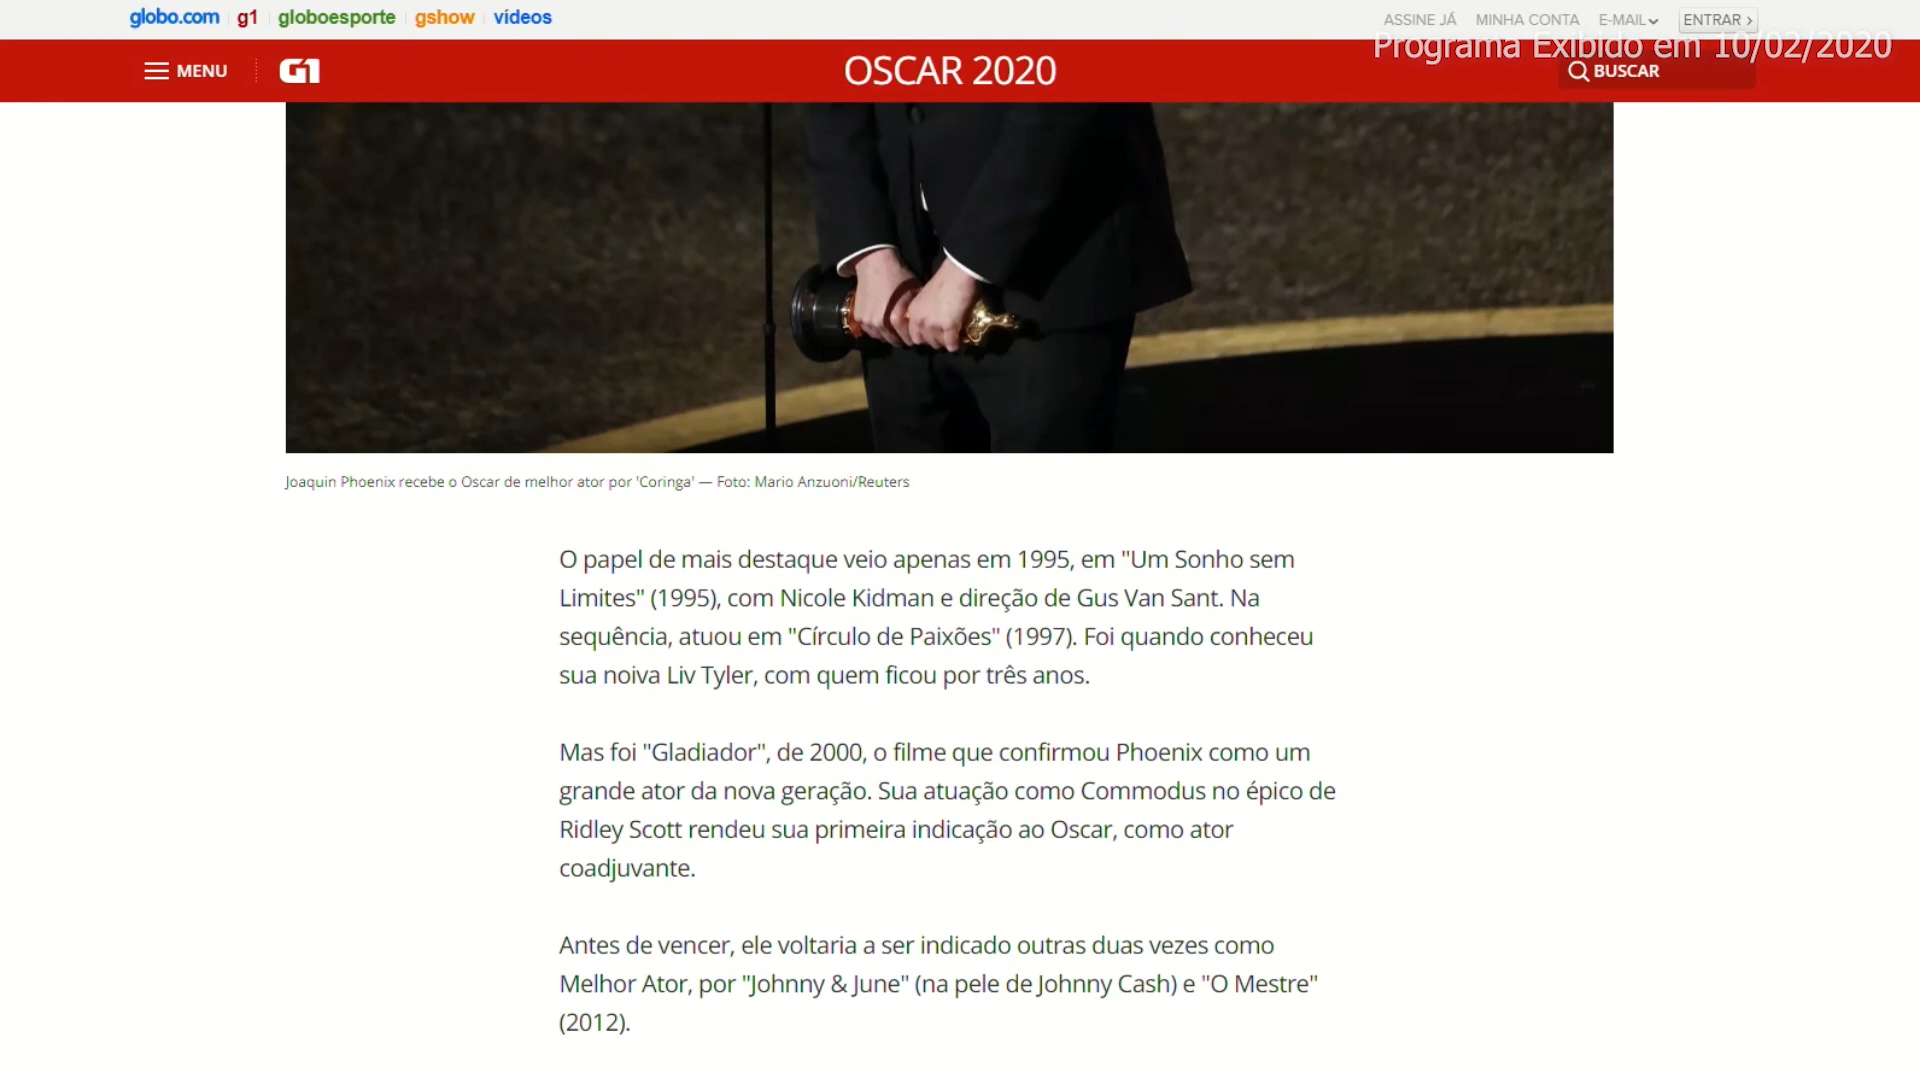 globo.com g1 globoesporte gshow vídeos ASSINE JÁ MINHA CONTA E-MAIL ENTRAR ›
Programa Exibido em 10/02/2020
MENU G1 OSCAR 2020 BUSCAR
Joaquin Phoenix recebe o Oscar de melhor ator por 'Coringa' — Foto: Mario Anzuoni/Reuters
O papel de mais destaque veio apenas em 1995, em "Um Sonho sem
Limites" (1995), com Nicole Kidman e direção de Gus Van Sant. Na
sequência, atuou em "Círculo de Paixões" (1997). Foi quando conheceu
sua noiva Liv Tyler, com quem ficou por três anos.
Mas foi "Gladiador", de 2000, o filme que confirmou Phoenix como um
grande ator da nova geração. Sua atuação como Commodus no épico de
Ridley Scott rendeu sua primeira indicação ao Oscar, como ator
coadjuvante.
Antes de vencer, ele voltaria a ser indicado outras duas vezes como
Melhor Ator, por "Johnny & June" (na pele de Johnny Cash) e "O Mestre"
(2012).